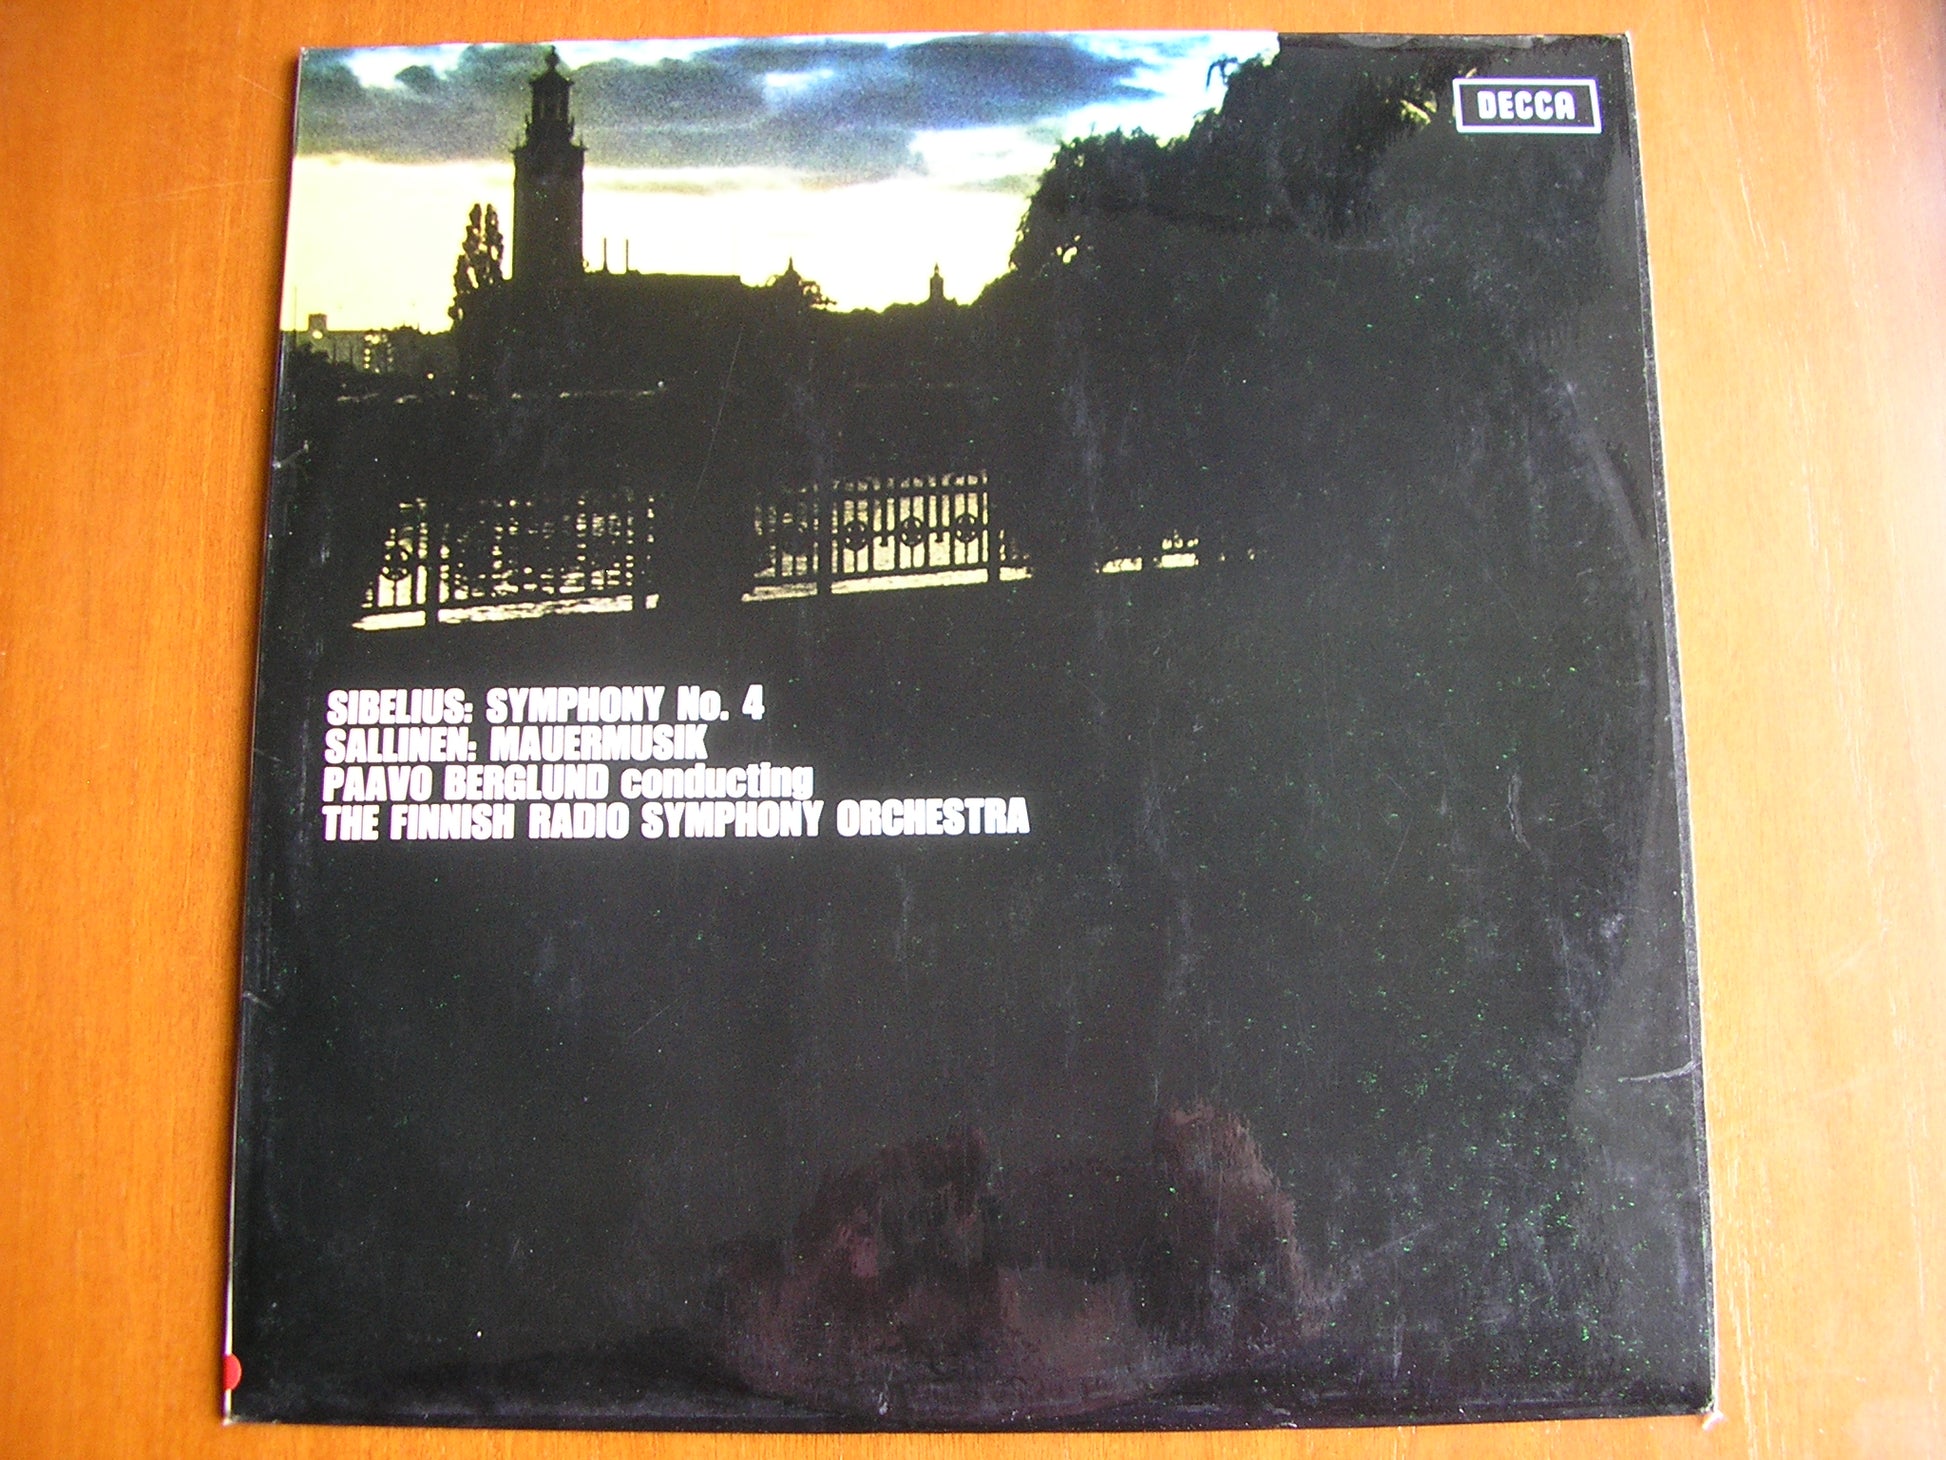 DECCA
SIBELIUS: SYMPHONY No. 4
SALLINEN: MAUERMUSIK
PAAVO BERGLUND conducting
THE FINNISH RADIO SYMPHONY ORCHESTRA